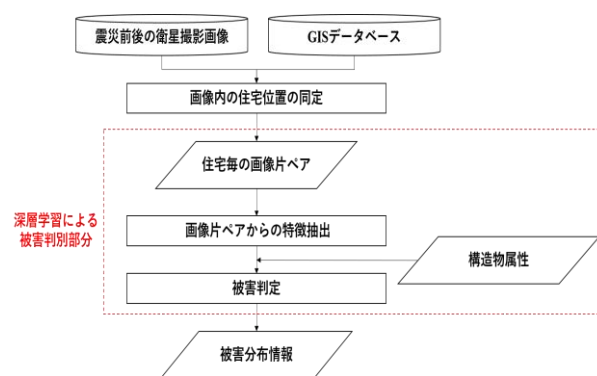 震災前後の衛星撮影画像
GISデータベース
画像内の住宅位置の同定
住宅毎の画像片ペア
深層学習による
被害判別部分
画像片ペアからの特徴抽出
構造物属性
被害判定
被害分布情報